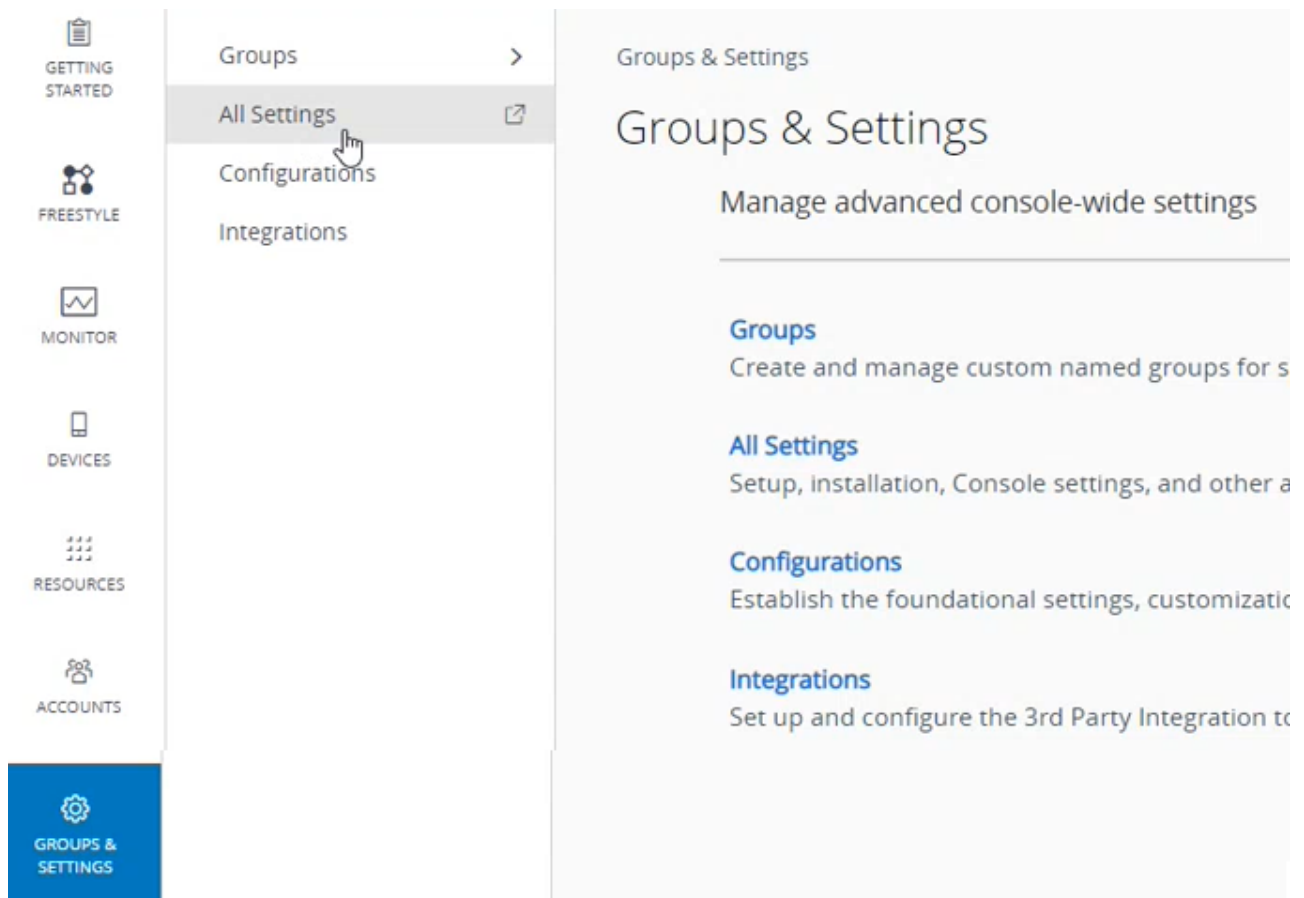 GETTING
STARTED
FREESTYLE
MONITOR
DEVICES
RESOURCES
ACCOUNTS
GROUPS &
SETTINGS
Groups
All Settings
Configurations
Integrations
Groups & Settings
Groups & Settings
Manage advanced console-wide settings
Groups
Create and manage custom named groups for s
All Settings
Setup, installation, Console settings, and other a
Configurations
Establish the foundational settings, customizatio
Integrations
Set up and configure the 3rd Party Integration to